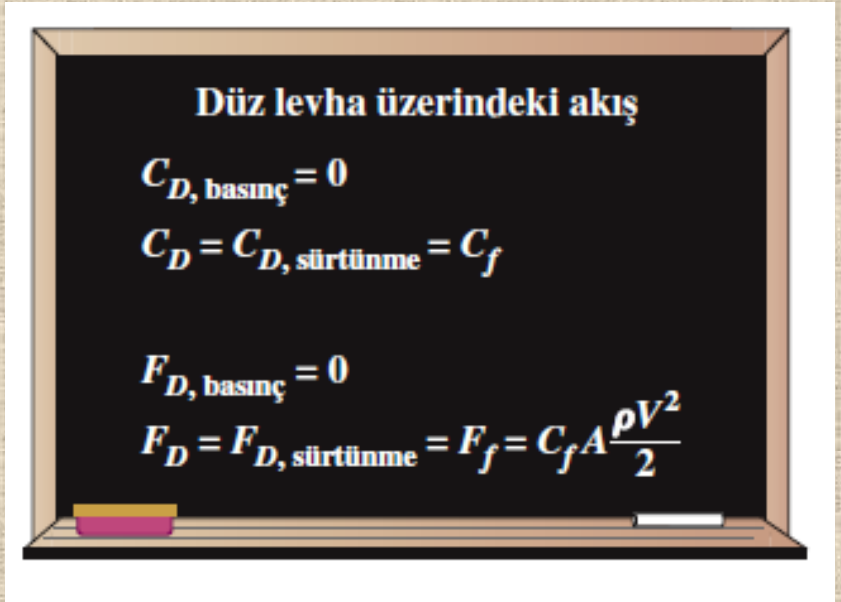 Düz levha üzerindeki akış
C_D, basınç = 0
C_D = C_D, sürtünme = C_f
F_D, basınç = 0
F_D = F_D, sürtünme = F_f = C_f A ρV²/2